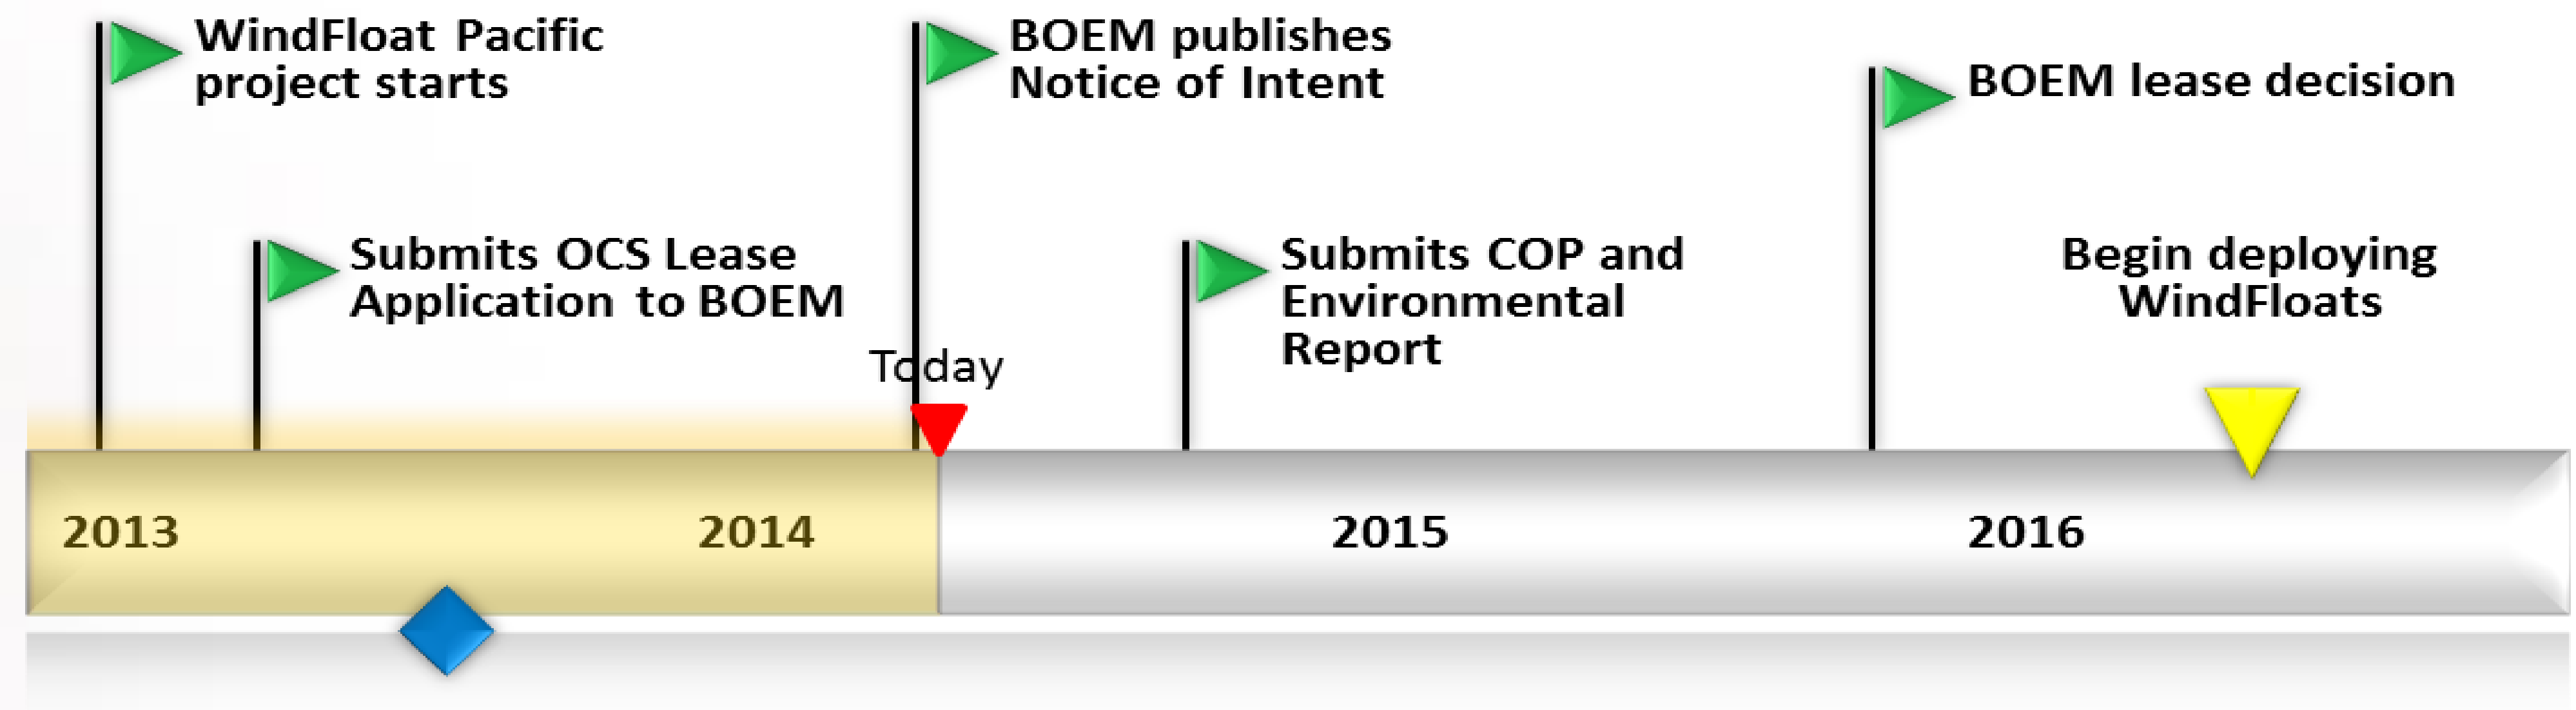 WindFloat Pacific
project starts
BOEM publishes
Notice of Intent
BOEM lease decision
Submits OCS Lease
Application to BOEM
Submits COP and
Environmental
Report
Begin deploying
WindFloats
Today
2013
2014
2015
2016